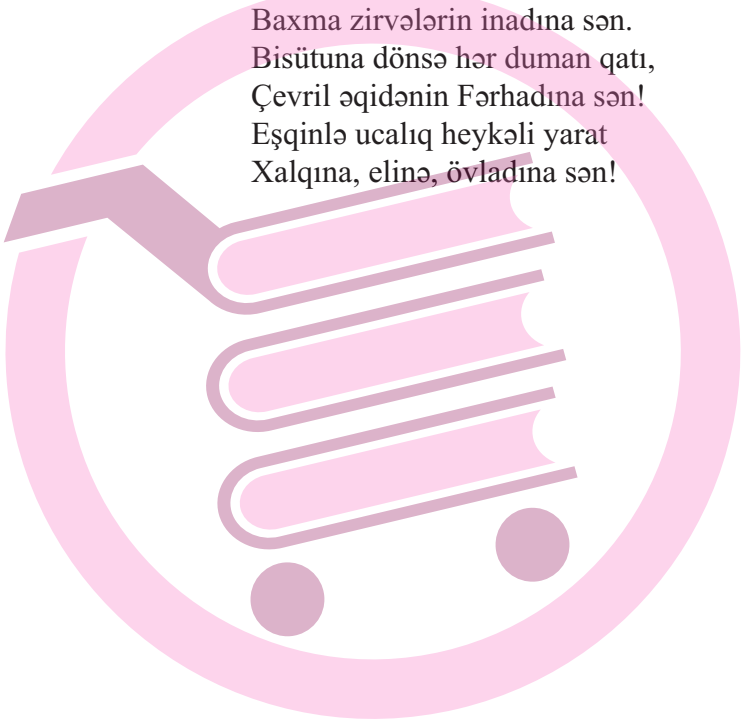 Baxma zirvələrin inadına sən.
Bisütuna dönsə hər duman qatı,
Çevril əqidənin Fərhadına sən!
Eşqinlə ucalıq heykəli yarat
Xalqına, elinə, övladına sən!